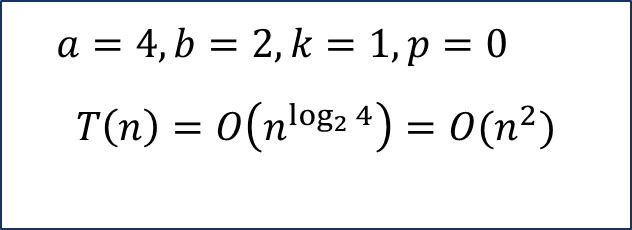 a = 4, b = 2, k = 1, p = 0
T(n) = O(n^{log₂ 4}) = O(n²)